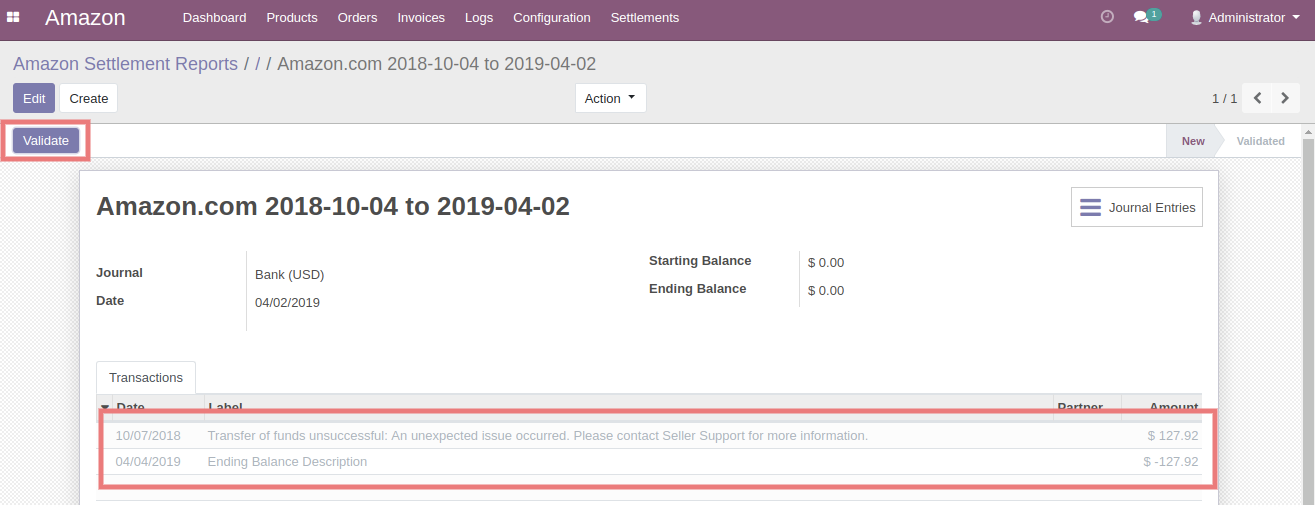 Amazon Dashboard Products Orders Invoices Logs Configuration Settlements 1 Administrator
Amazon Settlement Reports / / / Amazon.com 2018-10-04 to 2019-04-02
Edit Create Action 1 / 1
Validate New Validated
Amazon.com 2018-10-04 to 2019-04-02
Journal Entries
Journal Bank (USD)
Date 04/02/2019
Starting Balance $ 0.00
Ending Balance $ 0.00
Transactions
Date Label Partner Amount
10/07/2018 Transfer of funds unsuccessful: An unexpected issue occurred. Please contact Seller Support for more information. $ 127.92
04/04/2019 Ending Balance Description $ -127.92